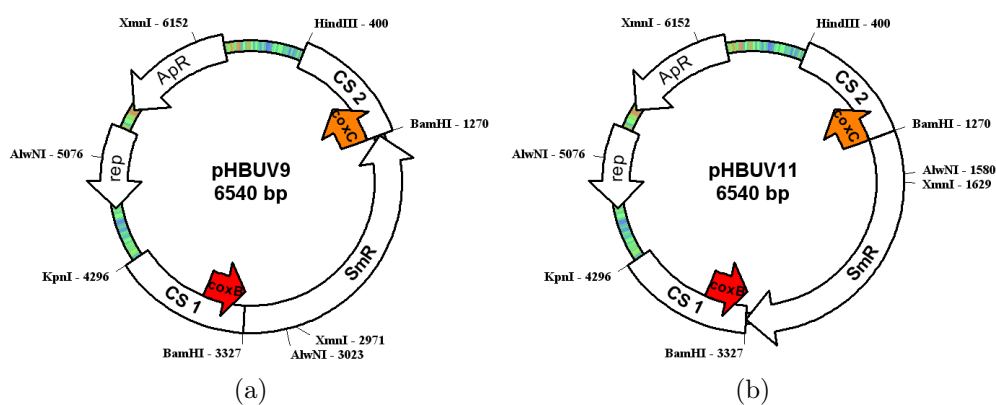 XmnI - 6152
HindIII - 400
ApR
CS 2
coxC
BamHI - 1270
AlwNI - 5076
rep
pHBUV9
6540 bp
SmR
KpnI - 4296
CS 1
coxB
XmnI - 2971
BamHI - 3327
AlwNI - 3023
(a)
XmnI - 6152
HindIII - 400
ApR
CS 2
coxC
BamHI - 1270
AlwNI - 5076
rep
pHBUV11
6540 bp
AlwNI - 1580
XmnI - 1629
SmR
KpnI - 4296
CS 1
coxB
BamHI - 3327
(b)